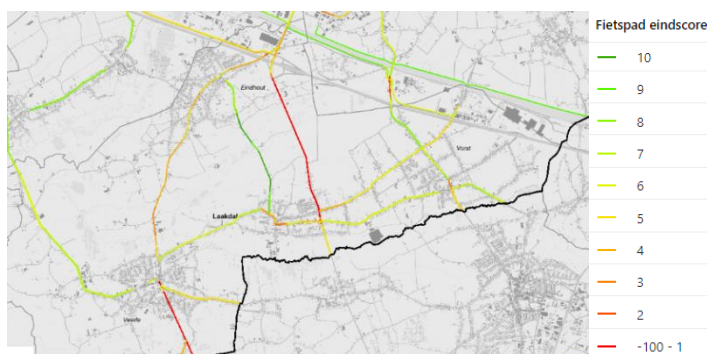 Fietspad eindscore
10
9
8
7
6
5
4
3
2
-100 - 1
Eindhout
Vorst
Laakdal
Veerle